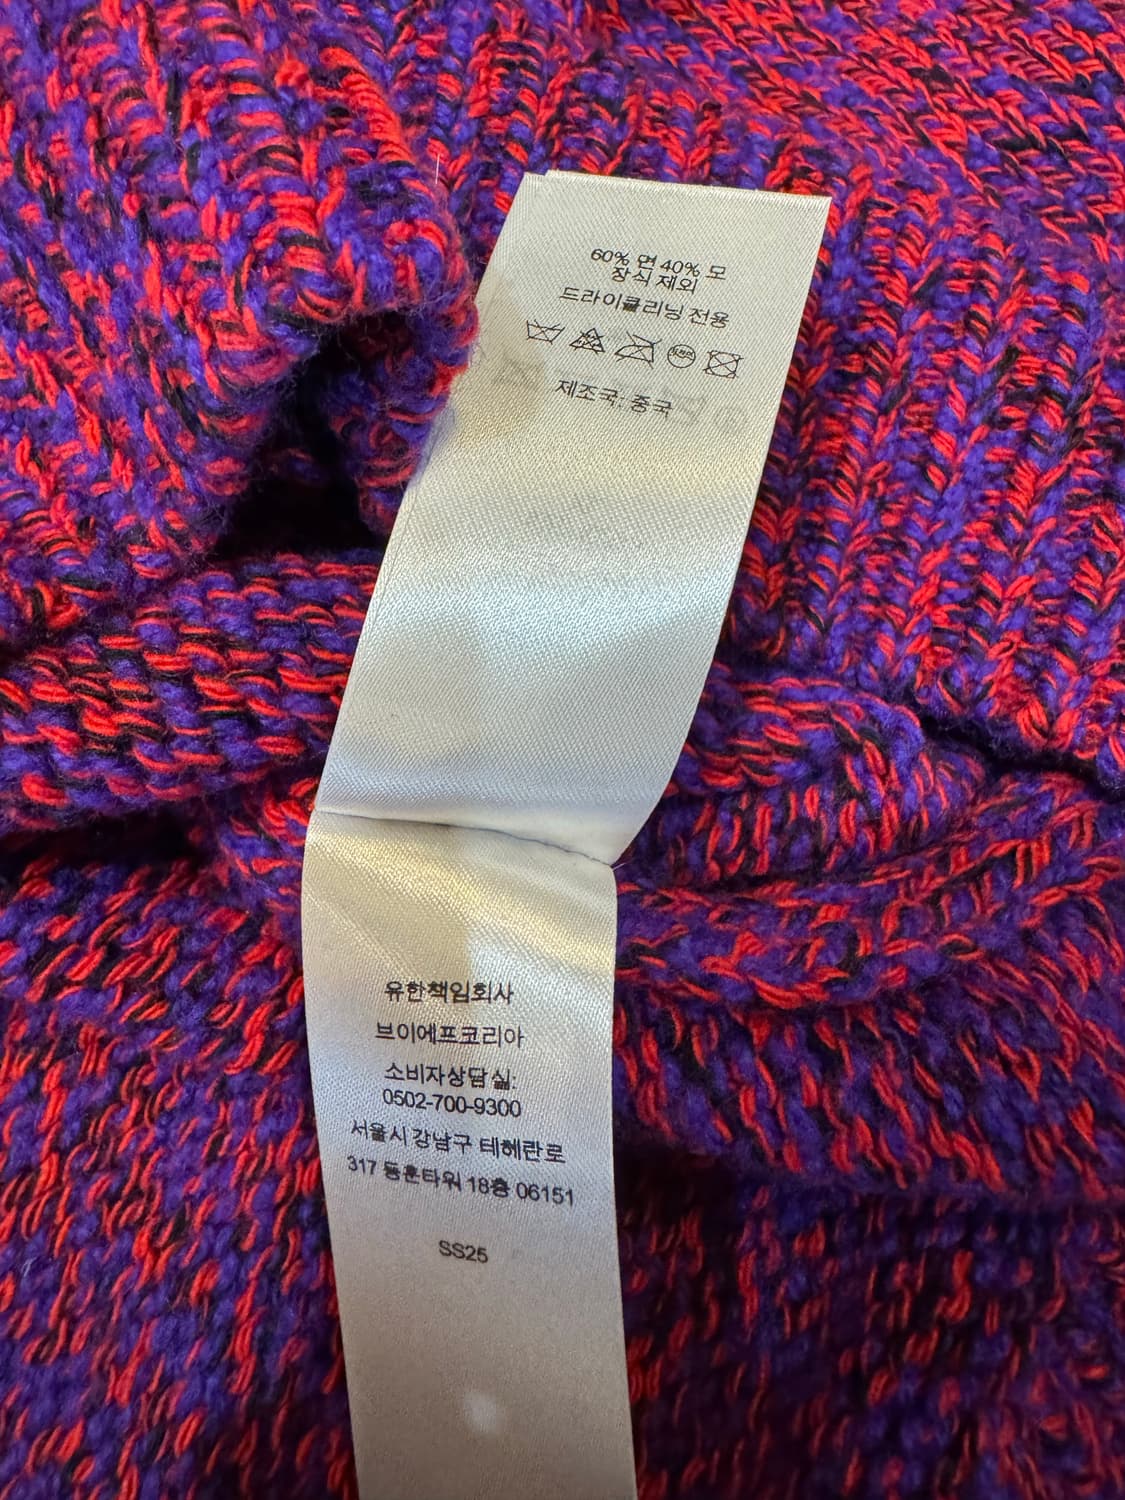 60% 면 40% 모
장식 제외
드라이클리닝 전용
제조국: 중국
유한책임회사
브이에프코리아
소비자상담실:
0502-700-9300
서울시 강남구 테헤란로
317 동훈타워 18층 06151
SS25